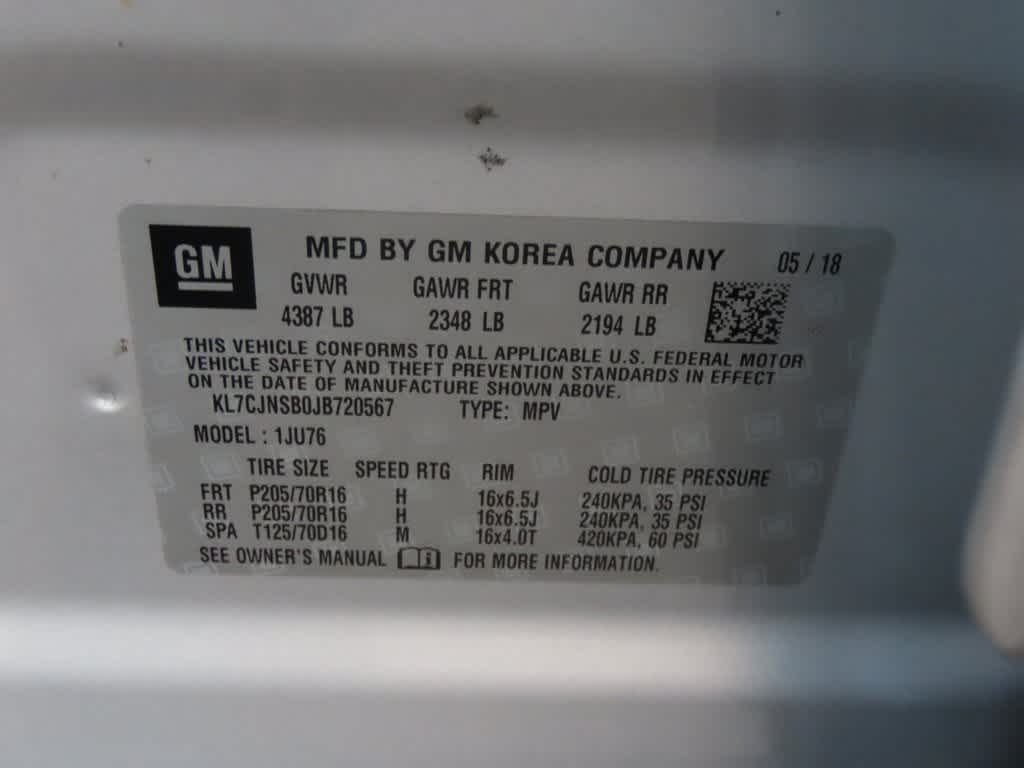 GM
MFD BY GM KOREA COMPANY 05 / 18
GVWR GAWR FRT GAWR RR
4387 LB 2348 LB 2194 LB
THIS VEHICLE CONFORMS TO ALL APPLICABLE U.S. FEDERAL MOTOR
VEHICLE SAFETY AND THEFT PREVENTION STANDARDS IN EFFECT
ON THE DATE OF MANUFACTURE SHOWN ABOVE.
KL7CJNSB0JB720567 TYPE: MPV
MODEL : 1JU76
TIRE SIZE SPEED RTG RIM COLD TIRE PRESSURE
FRT P205/70R16 H 16x6.5J 240KPA, 35 PSI
RR P205/70R16 H 16x6.5J 240KPA, 35 PSI
SPA T125/70D16 M 16x4.0T 420KPA, 60 PSI
SEE OWNER'S MANUAL FOR MORE INFORMATION.